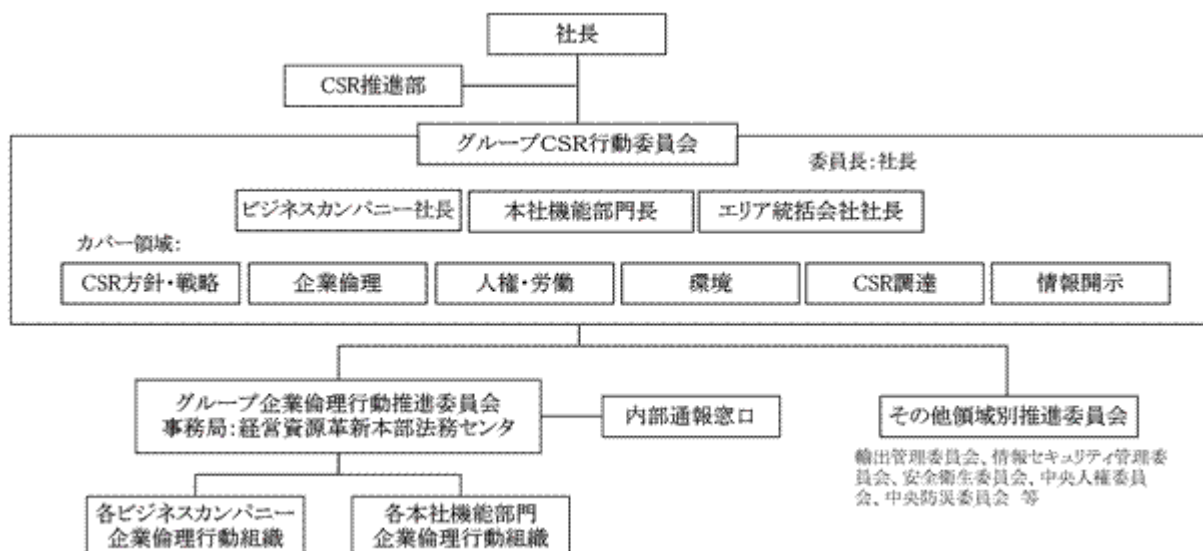 社長
CSR推進部
グループCSR行動委員会
委員長:社長
ビジネスカンパニー社長
本社機能部門長
エリア統括会社社長
カバー領域:
CSR方針・戦略
企業倫理
人権・労働
環境
CSR調達
情報開示
グループ企業倫理行動推進委員会
事務局:経営資源革新本部法務センタ
内部通報窓口
その他領域別推進委員会
輸出管理委員会、情報セキュリティ管理委
員会、安全衛生委員会、中央人権委員
会、中央防災委員会 等
各ビジネスカンパニー
企業倫理行動組織
各本社機能部門
企業倫理行動組織